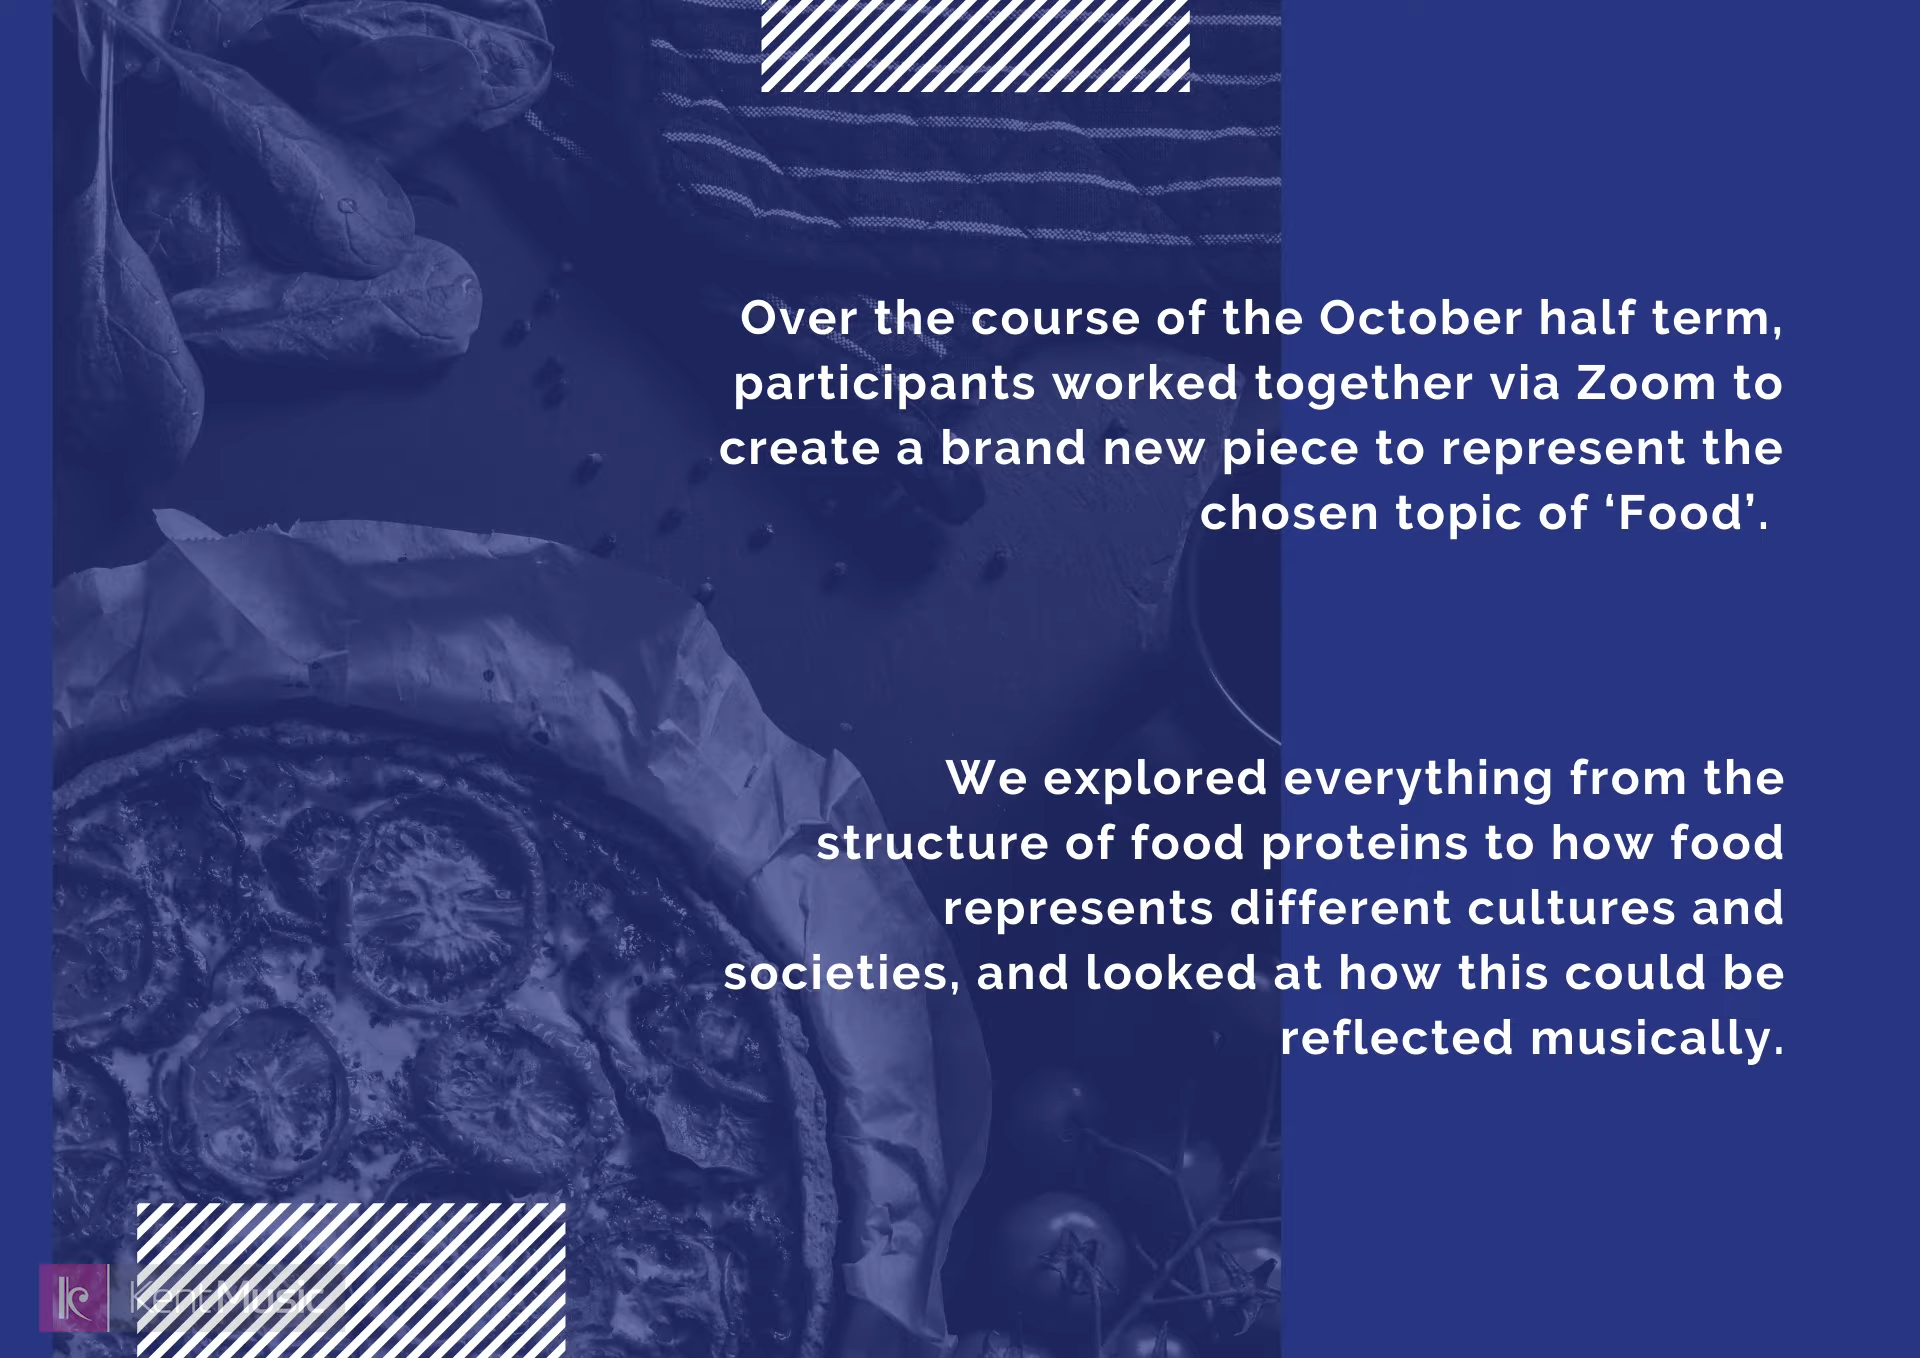 Over the course of the October half term,
participants worked together via Zoom to
create a brand new piece to represent the
chosen topic of ‘Food’.
We explored everything from the
structure of food proteins to how food
represents different cultures and
societies, and looked at how this could be
reflected musically.
Kent Music